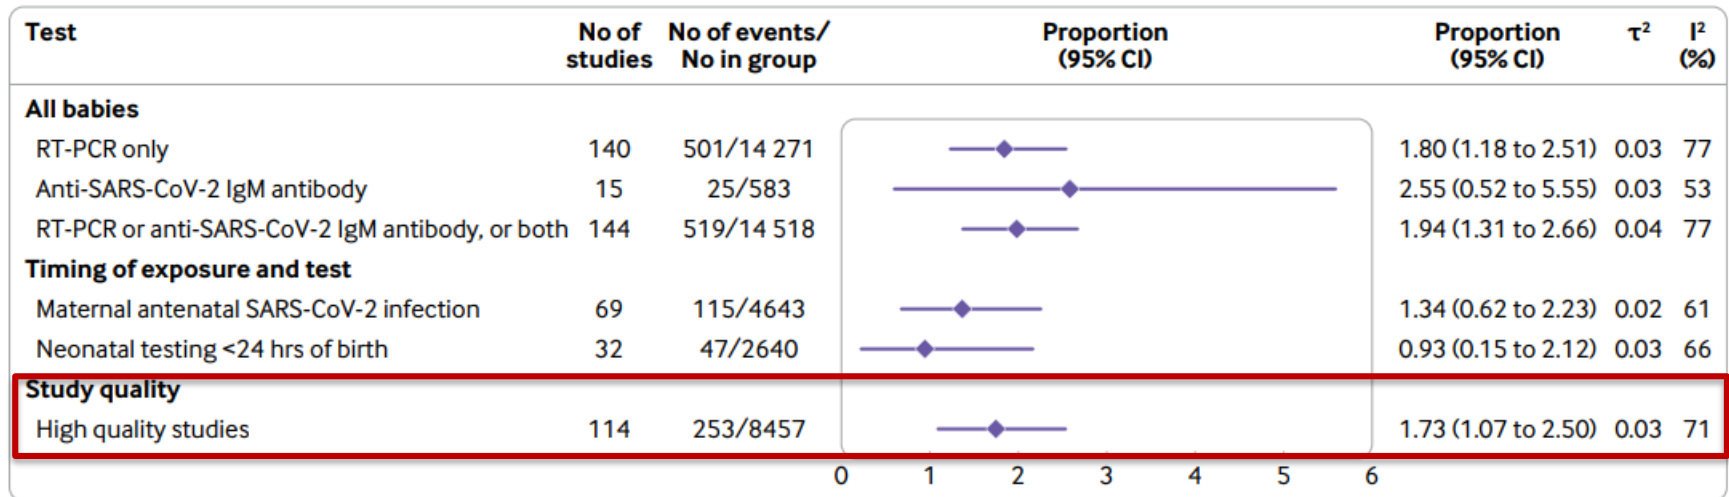 Test No of studies No of events/ No in group Proportion (95% CI) Proportion (95% CI) τ² I² (%)
All babies
RT-PCR only 140 501/14 271 1.80 (1.18 to 2.51) 0.03 77
Anti-SARS-CoV-2 IgM antibody 15 25/583 2.55 (0.52 to 5.55) 0.03 53
RT-PCR or anti-SARS-CoV-2 IgM antibody, or both 144 519/14 518 1.94 (1.31 to 2.66) 0.04 77
Timing of exposure and test
Maternal antenatal SARS-CoV-2 infection 69 115/4643 1.34 (0.62 to 2.23) 0.02 61
Neonatal testing <24 hrs of birth 32 47/2640 0.93 (0.15 to 2.12) 0.03 66
Study quality
High quality studies 114 253/8457 1.73 (1.07 to 2.50) 0.03 71
0 1 2 3 4 5 6